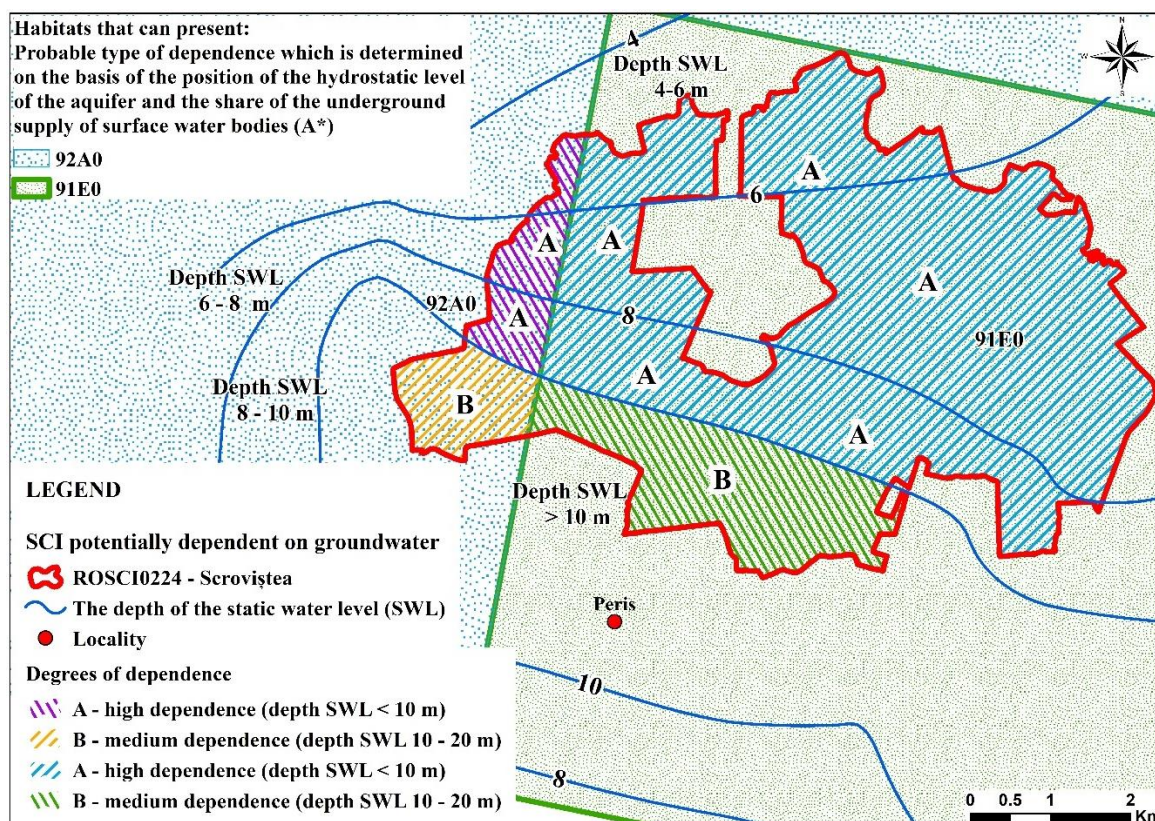 Habitats that can present:
Probable type of dependence which is determined
on the basis of the position of the hydrostatic level
of the aquifer and the share of the underground
supply of surface water bodies (A*)
92A0
91E0
4
Depth SWL
4-6 m
N
W
E
S
A
6
A
A
A
Depth SWL
6 - 8 m
92A0
A
8
91E0
Depth SWL
8 - 10 m
A
B
A
B
Depth SWL
> 10 m
Peris
10
8
LEGEND
SCI potentially dependent on groundwater
ROSCI0224 - Scroviștea
The depth of the static water level (SWL)
Locality
Degrees of dependence
A - high dependence (depth SWL < 10 m)
B - medium dependence (depth SWL 10 - 20 m)
A - high dependence (depth SWL < 10 m)
B - medium dependence (depth SWL 10 - 20 m)
0 0.5 1 2
Km